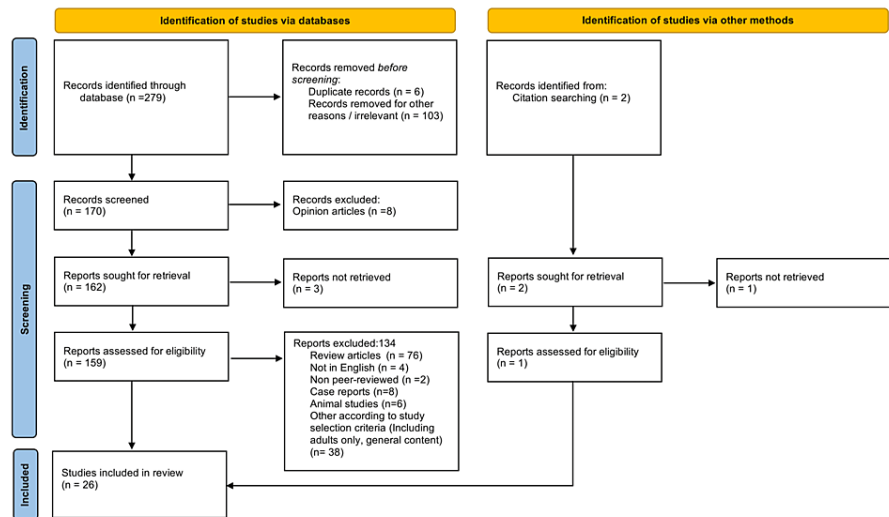 Identification of studies via databases
Identification of studies via other methods
Identification
Records identified through
database (n =279)
Records removed before
screening:
Duplicate records (n = 6)
Records removed for other
reasons / irrelevant (n = 103)
Records identified from:
Citation searching (n = 2)
Screening
Records screened
(n = 170)
Records excluded:
Opinion articles (n =8)
Reports sought for retrieval
(n = 162)
Reports not retrieved
(n = 3)
Reports sought for retrieval
(n = 2)
Reports not retrieved
(n = 1)
Reports assessed for eligibility
(n = 159)
Reports excluded:134
Review articles (n = 76)
Not in English (n = 4)
Non peer-reviewed (n =2)
Case reports (n=8)
Animal studies (n=6)
Other according to study
selection criteria (Including
adults only, general content)
(n= 38)
Reports assessed for eligibility
(n = 1)
Included
Studies included in review
(n = 26)